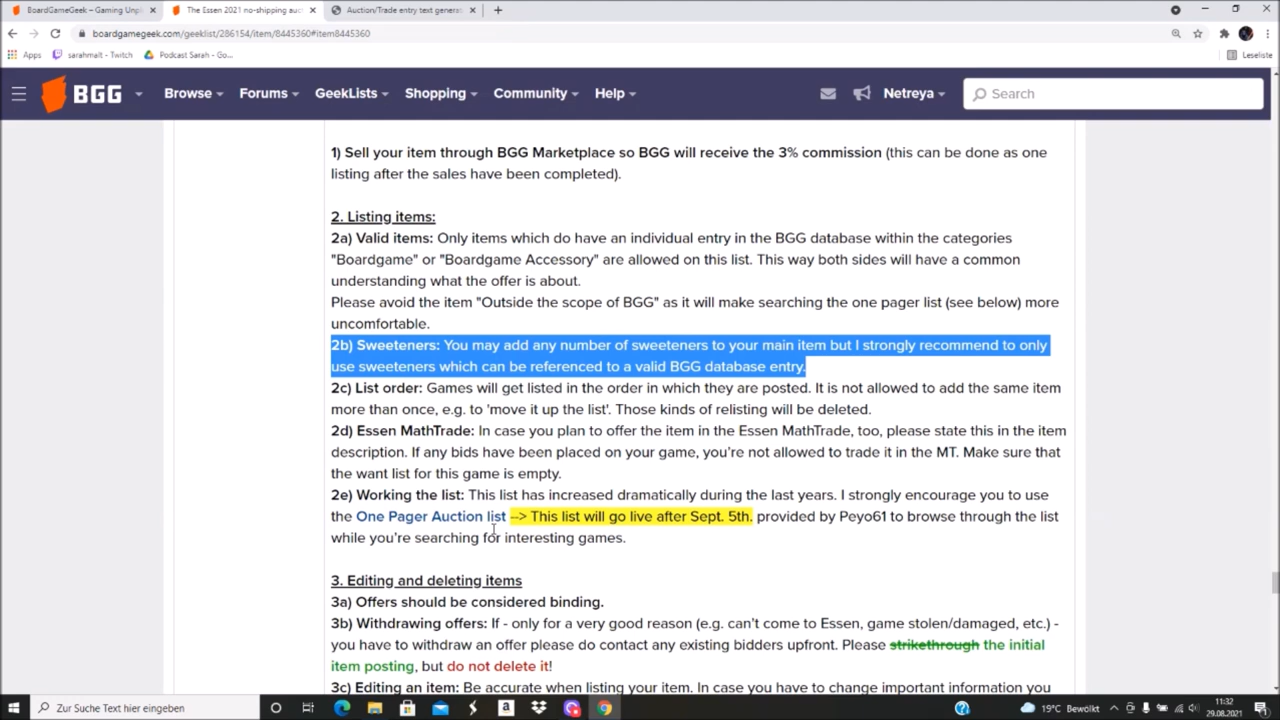 BoardGameGeek – Gaming Unpl
The Essen 2021 no-shipping auc
Auction/Trade entry text generat
boardgamegeek.com/geeklist/286154/item/8445360#item8445360
Apps
sarahmalt - Twitch
Podcast Sarah - Go...
Leseliste
BGG
Browse
Forums
GeekLists
Shopping
Community
Help
Netreya
Search
1) Sell your item through BGG Marketplace so BGG will receive the 3% commission (this can be done as one
listing after the sales have been completed).
2. Listing items:
2a) Valid items: Only items which do have an individual entry in the BGG database within the categories
"Boardgame" or "Boardgame Accessory" are allowed on this list. This way both sides will have a common
understanding what the offer is about.
Please avoid the item "Outside the scope of BGG" as it will make searching the one pager list (see below) more
uncomfortable.
2b) Sweeteners: You may add any number of sweeteners to your main item but I strongly recommend to only
use sweeteners which can be referenced to a valid BGG database entry.
2c) List order: Games will get listed in the order in which they are posted. It is not allowed to add the same item
more than once, e.g. to 'move it up the list'. Those kinds of relisting will be deleted.
2d) Essen MathTrade: In case you plan to offer the item in the Essen MathTrade, too, please state this in the item
description. If any bids have been placed on your game, you're not allowed to trade it in the MT. Make sure that
the want list for this game is empty.
2e) Working the list: This list has increased dramatically during the last years. I strongly encourage you to use
the One Pager Auction list --> This list will go live after Sept. 5th. provided by Peyo61 to browse through the list
while you're searching for interesting games.
3. Editing and deleting items
3a) Offers should be considered binding.
3b) Withdrawing offers: If - only for a very good reason (e.g. can't come to Essen, game stolen/damaged, etc.) -
you have to withdraw an offer please do contact any existing bidders upfront. Please strikethrough the initial
item posting, but do not delete it!
3c) Editing an item: Be accurate when listing your item. In case you have to change important information you
Zur Suche Text hier eingeben
19°C Bewölkt
11:32
29.08.2021